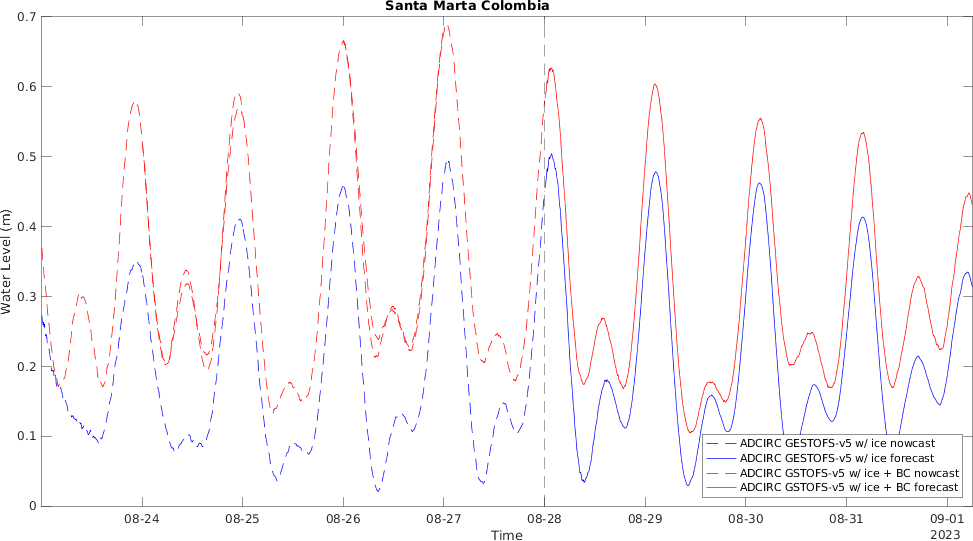 Santa Marta Colombia
0.7
0.6
0.5
0.4
0.3
0.2
0.1
0
Water Level (m)
ADCIRC GESTOFS-v5 w/ ice nowcast
ADCIRC GESTOFS-v5 w/ ice forecast
ADCIRC GSTOFS-v5 w/ ice + BC nowcast
ADCIRC GSTOFS-v5 w/ ice + BC forecast
08-24 08-25 08-26 08-27 08-28 08-29 08-30 08-31 09-01
2023
Time